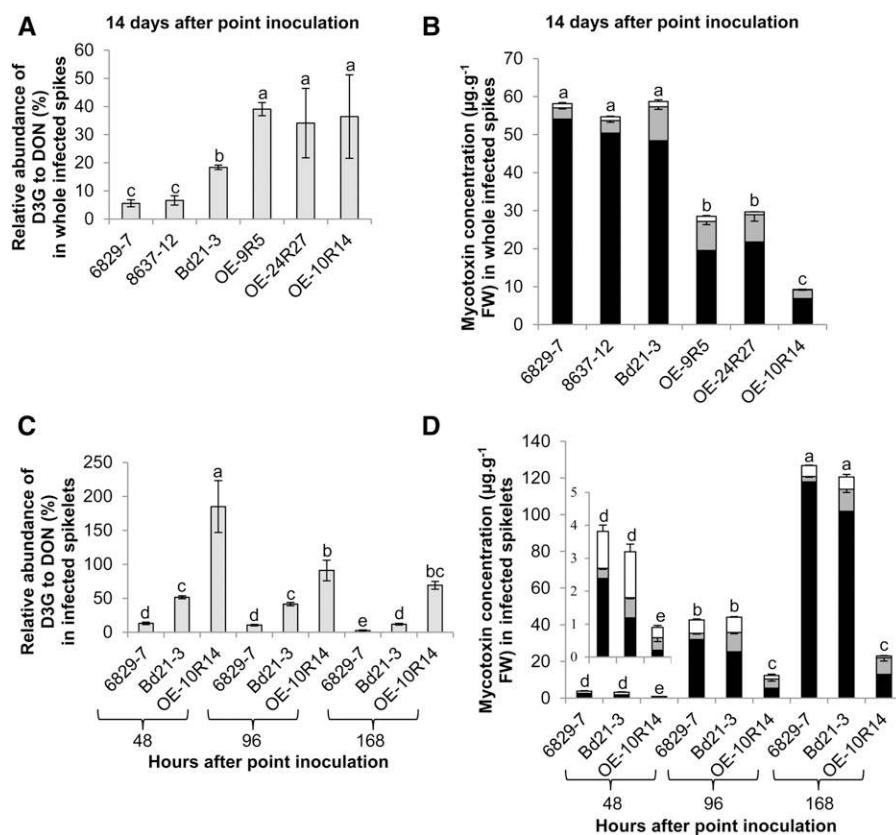 A
14 days after point inoculation
Relative abundance of
D3G to DON (%)
in whole infected spikes
60
50
40
30
20
10
0
c
c
b
a
a
a
6829-7
8637-12
Bd21-3
OE-9R5
OE-24R27
OE-10R14
B
14 days after point inoculation
Mycotoxin concentration (µg.g-1
FW) in whole infected spikes
70
60
50
40
30
20
10
0
a
a
a
b
b
c
6829-7
8637-12
Bd21-3
OE-9R5
OE-24R27
OE-10R14
C
Relative abundance of
D3G to DON (%)
in infected spikelets
250
200
150
100
50
0
d
c
a
d
c
b
e
d
bc
6829-7
Bd21-3
OE-10R14
6829-7
Bd21-3
OE-10R14
6829-7
Bd21-3
OE-10R14
48
96
168
Hours after point inoculation
D
Mycotoxin concentration (µg.g-1
FW) in infected spikelets
140
120
100
80
60
40
20
0
5
4
3
2
1
0
d
d
e
d
d
e
b
b
c
a
a
c
6829-7
Bd21-3
OE-10R14
6829-7
Bd21-3
OE-10R14
6829-7
Bd21-3
OE-10R14
48
96
168
Hours after point inoculation